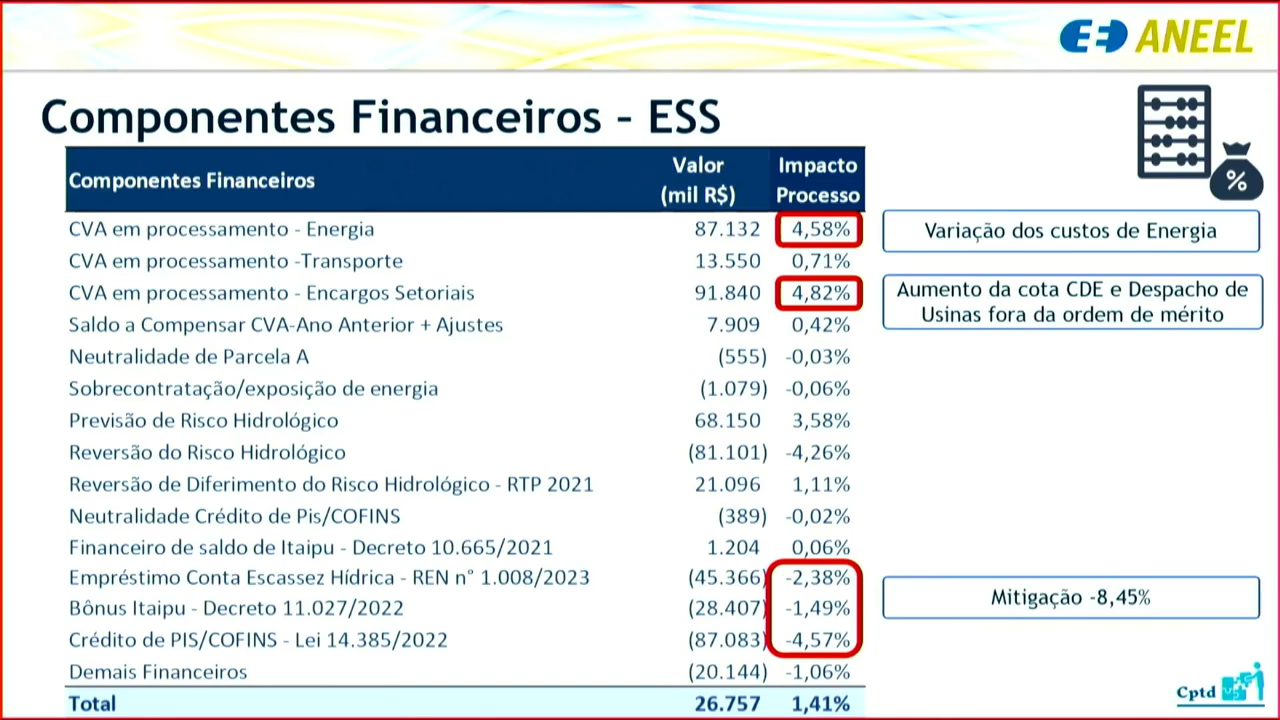 ANEEL
Componentes Financeiros - ESS
Componentes Financeiros Valor (mil R$) Impacto Processo
CVA em processamento - Energia 87.132 4,58%
Variação dos custos de Energia
CVA em processamento -Transporte 13.550 0,71%
CVA em processamento - Encargos Setoriais 91.840 4,82%
Aumento da cota CDE e Despacho de
Usinas fora da ordem de mérito
Saldo a Compensar CVA-Ano Anterior + Ajustes 7.909 0,42%
Neutralidade de Parcela A (555) -0,03%
Sobrecontratação/exposição de energia (1.079) -0,06%
Previsão de Risco Hidrológico 68.150 3,58%
Reversão do Risco Hidrológico (81.101) -4,26%
Reversão de Diferimento do Risco Hidrológico - RTP 2021 21.096 1,11%
Neutralidade Crédito de Pis/COFINS (389) -0,02%
Financeiro de saldo de Itaipu - Decreto 10.665/2021 1.204 0,06%
Empréstimo Conta Escassez Hídrica - REN n° 1.008/2023 (45.366) -2,38%
Bônus Itaipu - Decreto 11.027/2022 (28.407) -1,49%
Mitigação -8,45%
Crédito de PIS/COFINS - Lei 14.385/2022 (87.083) -4,57%
Demais Financeiros (20.144) -1,06%
Total 26.757 1,41%
%
Cptd